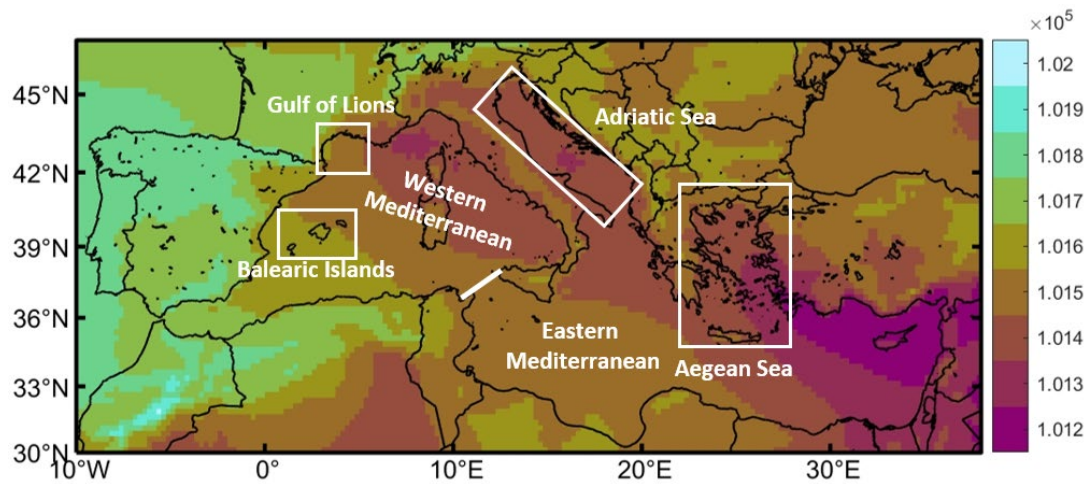 ×10⁵
45°N
42°N
39°N
36°N
33°N
30°N
10°W
0°
10°E
20°E
30°E
Gulf of Lions
Adriatic Sea
Western
Mediterranean
Balearic Islands
Eastern
Mediterranean
Aegean Sea
1.02
1.019
1.018
1.017
1.016
1.015
1.014
1.013
1.012